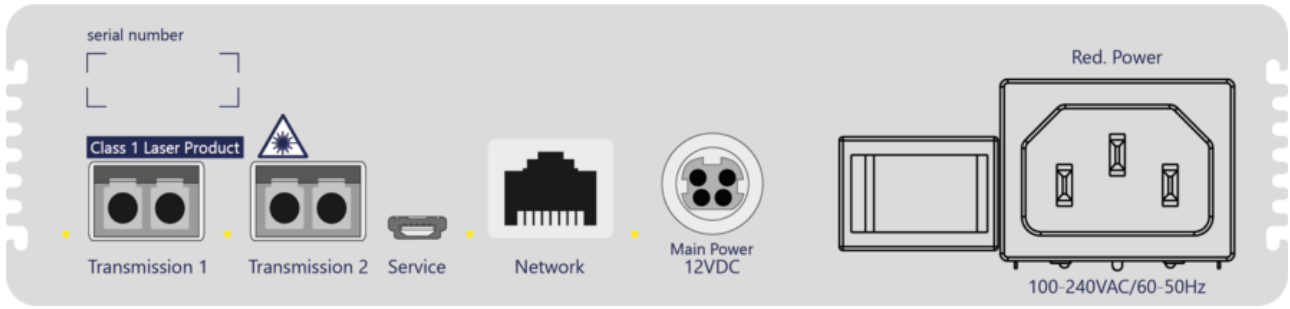 serial number
Red. Power
Class 1 Laser Product
Transmission 1
Transmission 2
Service
Network
Main Power
12VDC
100-240VAC/60-50Hz